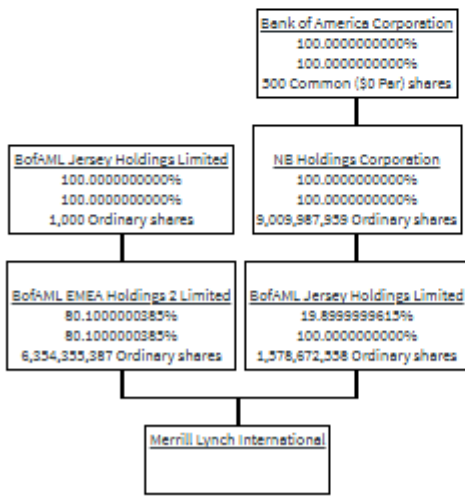 Bank of America Corporation
100.0000000000%
100.0000000000%
500 Common ($0 Par) shares
BofAML Jersey Holdings Limited
100.0000000000%
100.0000000000%
1,000 Ordinary shares
NB Holdings Corporation
100.0000000000%
100.0000000000%
9,009,987,959 Ordinary shares
BofAML EMEA Holdings 2 Limited
80.1000000385%
80.1000000385%
6,354,355,387 Ordinary shares
BofAML Jersey Holdings Limited
19.8999999615%
100.0000000000%
1,578,672,558 Ordinary shares
Merrill Lynch International